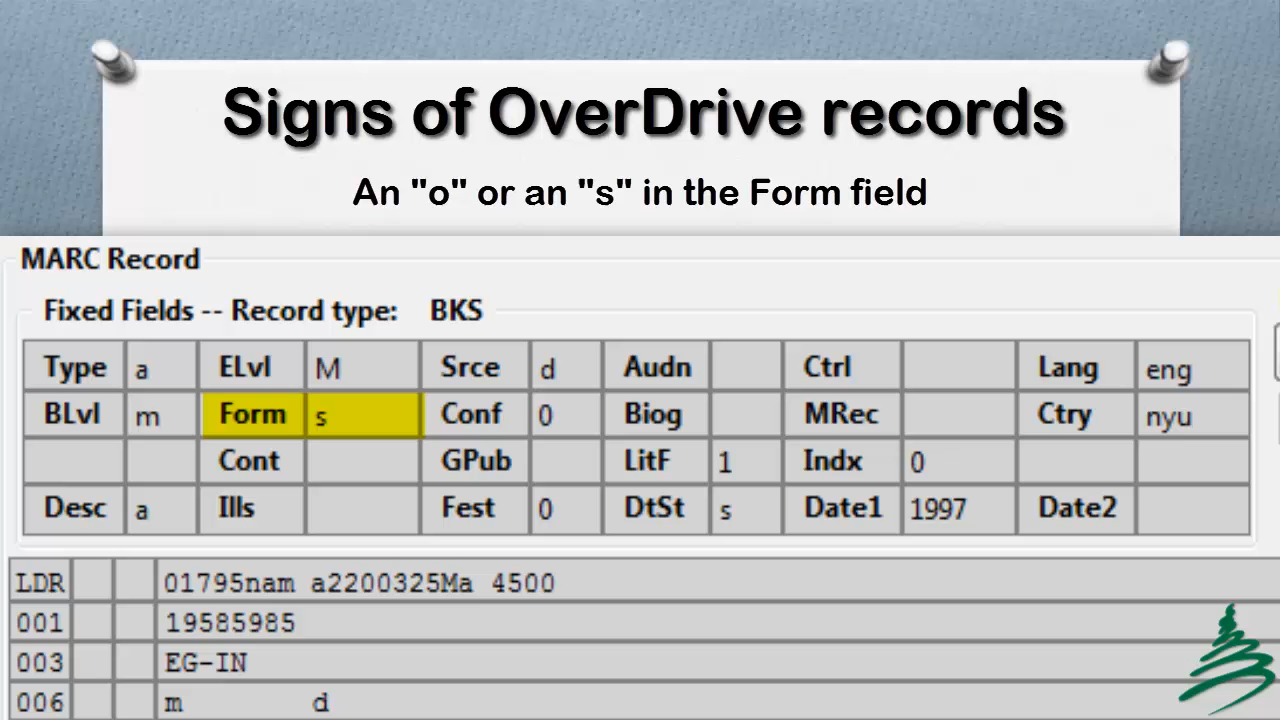 Signs of OverDrive records
An "o" or an "s" in the Form field
MARC Record
Fixed Fields -- Record type: BKS
Type a ELvl M Srce d Audn Ctrl Lang eng
BLvl m Form s Conf 0 Biog MRec Ctry nyu
Cont GPub LitF 1 Indx 0
Desc a Ills Fest 0 DtSt s Date1 1997 Date2
LDR 01795nam a2200325Ma 4500
001 19585985
003 EG-IN
006 m d